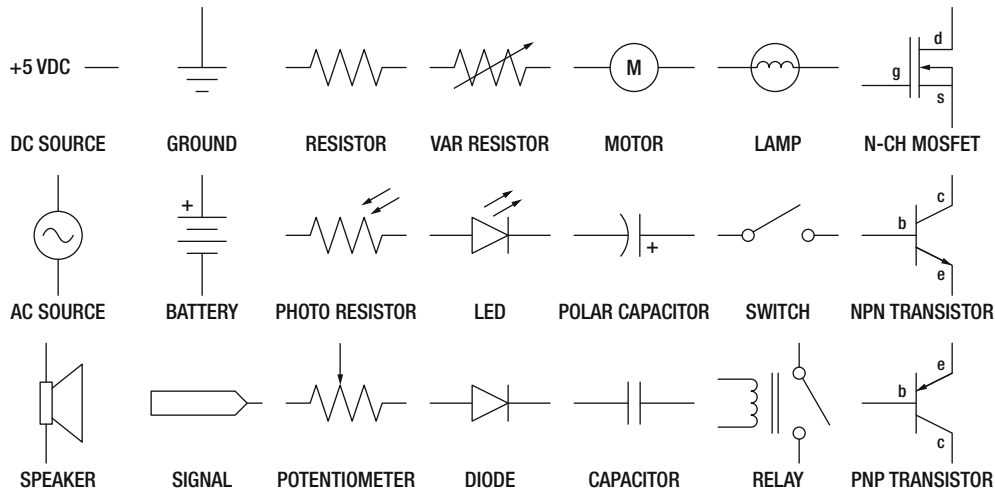 +5 VDC
M
d
g
s
DC SOURCE GROUND RESISTOR VAR RESISTOR MOTOR LAMP N-CH MOSFET
+
c
b
+
e
AC SOURCE BATTERY PHOTO RESISTOR LED POLAR CAPACITOR SWITCH NPN TRANSISTOR
e
b
c
SPEAKER SIGNAL POTENTIOMETER DIODE CAPACITOR RELAY PNP TRANSISTOR